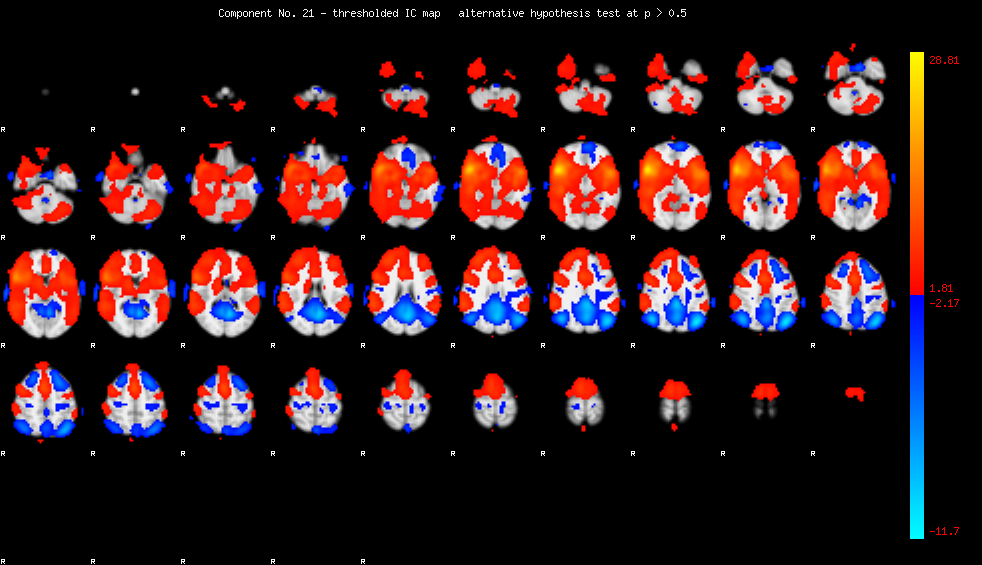 Component No. 21 - thresholded IC map   alternative hypothesis test at p > 0.5
20.81
R R R R R R R R R R
R R R R R R R R R R
1.81
-2.17
R R R R R R R R R R
R R R R R R R R R R
-11.7
R R R R R